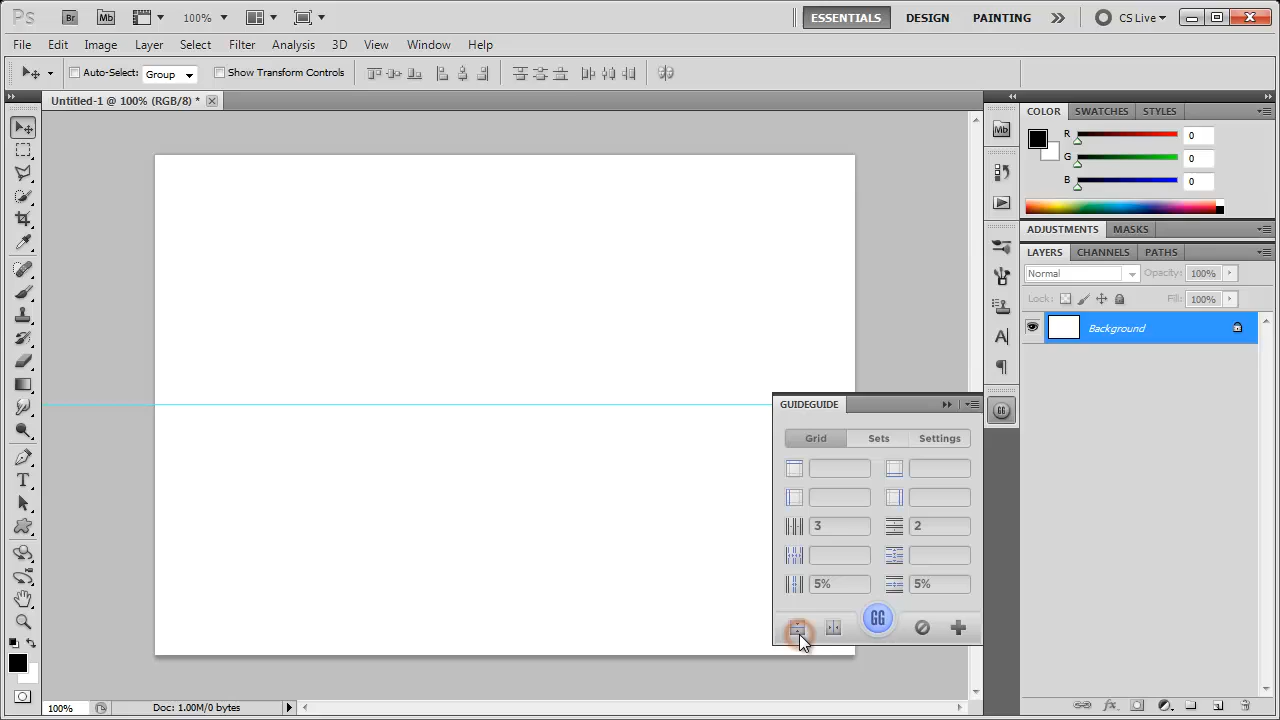 Ps Br Mb 100% ESSENTIALS DESIGN PAINTING CS Live
File Edit Image Layer Select Filter Analysis 3D View Window Help
Auto-Select: Group Show Transform Controls
Untitled-1 @ 100% (RGB/8) *
Mb
COLOR SWATCHES STYLES
R 0
G 0
B 0
ADJUSTMENTS MASKS
LAYERS CHANNELS PATHS
Normal Opacity: 100%
Lock: Fill: 100%
Background
GUIDEGUIDE
GG
Grid Sets Settings
3 2
5% 5%
GG
T
A
100% Doc: 1.00M/0 bytes